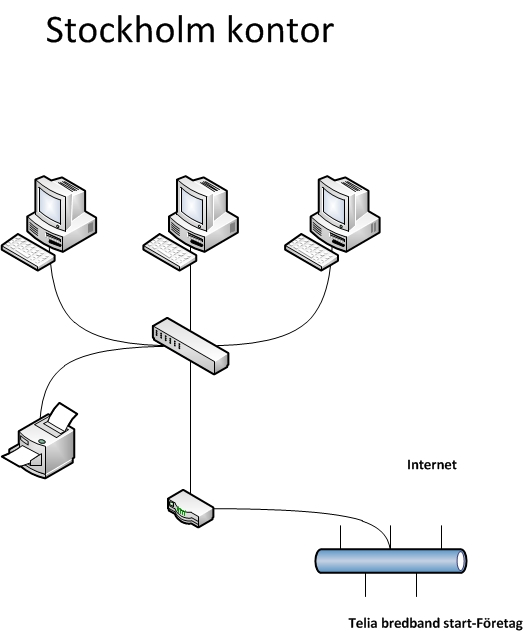 Stockholm kontor
Internet
Telia bredband start-Företag